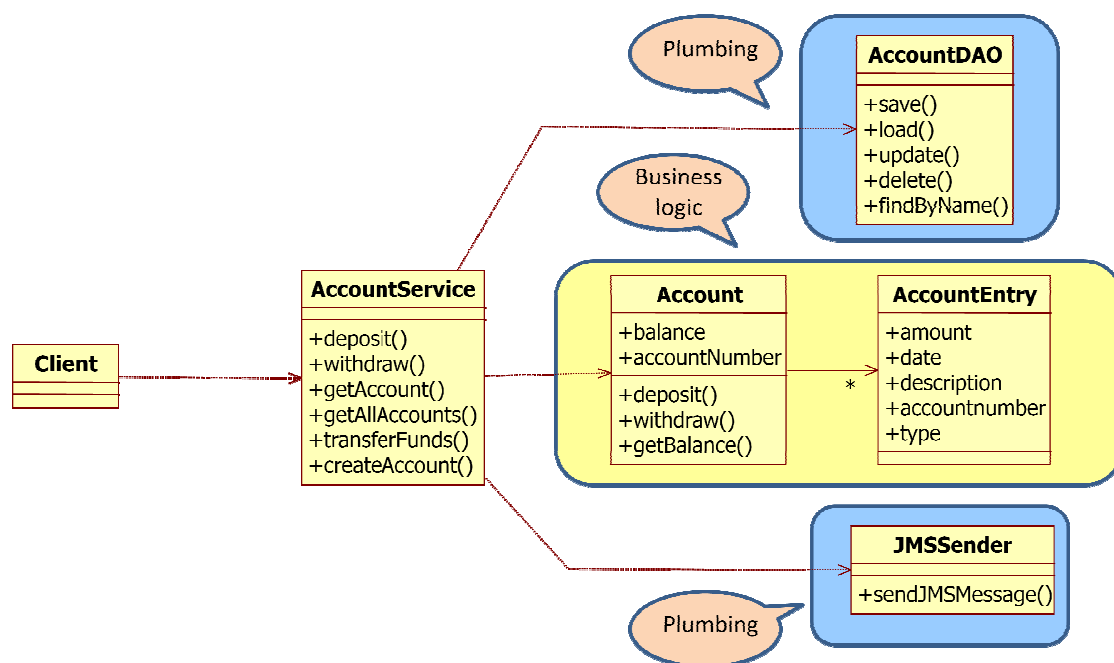 Plumbing
AccountDAO
+save()
+load()
+update()
+delete()
+findByName()
Business
logic
AccountService
+deposit()
+withdraw()
+getAccount()
+getAllAccounts()
+transferFunds()
+createAccount()
Client
Account
+balance
+accountNumber
+deposit()
+withdraw()
+getBalance()
*
AccountEntry
+amount
+date
+description
+accountnumber
+type
JMSSender
+sendJMSMessage()
Plumbing